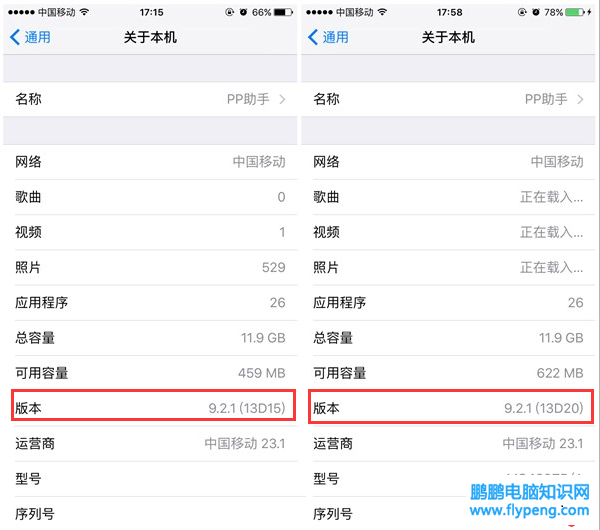 中国移动 17:15 66%
通用 关于本机
名称 PP助手
网络 中国移动
歌曲 0
视频 1
照片 529
应用程序 26
总容量 11.9 GB
可用容量 459 MB
版本 9.2.1 (13D15)
运营商 中国移动 23.1
型号
序列号
中国移动 17:58 78%
通用 关于本机
名称 PP助手
网络 中国移动
歌曲 正在载入...
视频 正在载入...
照片 正在载入...
应用程序 26
总容量 11.9 GB
可用容量 622 MB
版本 9.2.1 (13D20)
运营商 中国移动 23.1
型号
序列号
鹏鹏电脑知识网
www.flypeng.com